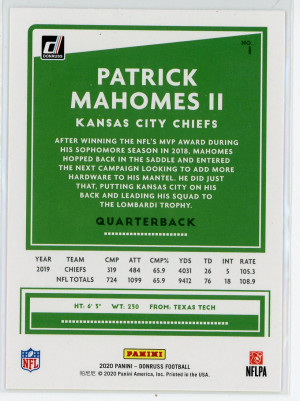 DONRUSS
NO.
1
PATRICK
MAHOMES II
KANSAS CITY CHIEFS
AFTER WINNING THE NFL'S MVP AWARD DURING
HIS SOPHOMORE SEASON IN 2018, MAHOMES
HOPPED BACK IN THE SADDLE AND ENTERED
THE NEXT CAMPAIGN LOOKING TO ADD MORE
HARDWARE TO HIS MANTEL. HE DID JUST
THAT, PUTTING KANSAS CITY ON HIS
BACK AND LEADING HIS SQUAD TO
THE LOMBARDI TROPHY.
QUARTERBACK
YEAR TEAM CMP ATT CMP% YDS TD INT RATE
2019 CHIEFS 319 484 65.9 4031 26 5 105.3
NFL TOTALS 724 1099 65.9 9412 76 18 108.9
HT: 6' 3" WT: 230 FROM: TEXAS TECH
NFL
PANINI
2020 PANINI – DONRUSS FOOTBALL
© 2020 Panini America, Inc. Printed in the USA.
NFLPA